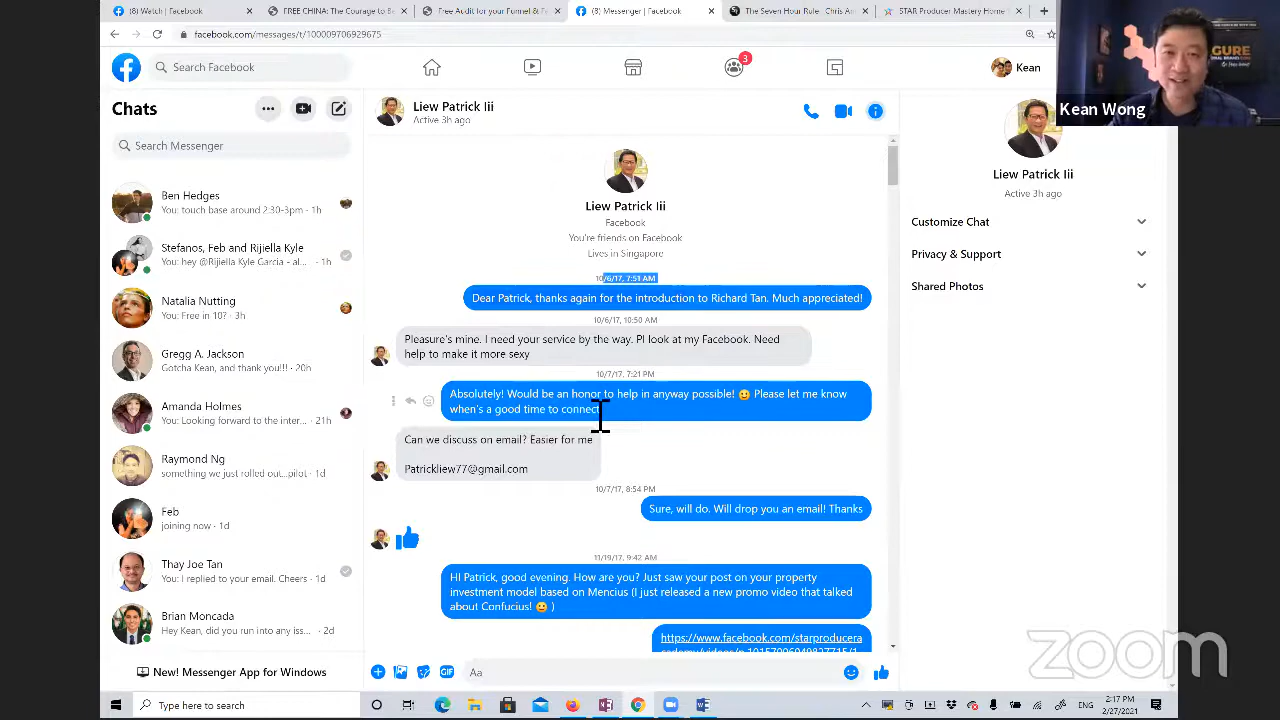 (8) Watch | Facebook
FREE CHINA: The Courage to Be
Free Audit for your Funnel & Fb
(8) Messenger | Facebook
The Seven Hour Rule- Chris An
STAR Producer Mastery Home
facebook.com/messages/t/100009706929675
Search Facebook
3
Kean
GURE
Kean Wong
Chats
Search Messenger
Ben Hedges
You: touch base around 2:30-3pm · 1h
Stefanos, Feb and Rijiella Kyle
You: hey @Rijiella Kyle Garcia - al... · 1h
Natalia Nutting
You: Free in 10? · 3h
Gregg A. Jackson
Gotcha Kean, and thank you!!! · 20h
Amanda Holmes
You: Looking forward to the inter... · 21h
Raymond Ng
something we just rolled out...pilot · 1d
Feb
joining now · 1d
Thay Joe Tan
You: I replied to your email. Cheers · 1d
Brian Moncada
Hey Kean, did you run into any iss... · 2d
New! Messenger App for Windows
Liew Patrick Iii
Active 3h ago
Liew Patrick Iii
Facebook
You're friends on Facebook
Lives in Singapore
10/6/17, 7:51 AM
Dear Patrick, thanks again for the introduction to Richard Tan. Much appreciated!
10/6/17, 10:50 AM
Pleasure's mine. I need your service by the way. Pl look at my Facebook. Need
help to make it more sexy
10/7/17, 7:21 PM
Absolutely! Would be an honor to help in anyway possible! 😉 Please let me know
when's a good time to connect
Can we discuss on email? Easier for me
Patrickliew77@gmail.com
10/7/17, 8:54 PM
Sure, will do. Will drop you an email! Thanks
11/19/17, 9:42 AM
HI Patrick, good evening. How are you? Just saw your post on your property
investment model based on Mencius (I just released a new promo video that talked
about Confucius! 🙂 )
https://www.facebook.com/starproducera
GIF
Aa
Liew Patrick Iii
Active 3h ago
Customize Chat
Privacy & Support
Shared Photos
zoom
Type here to search
ENG
2:17 PM
2/27/2021